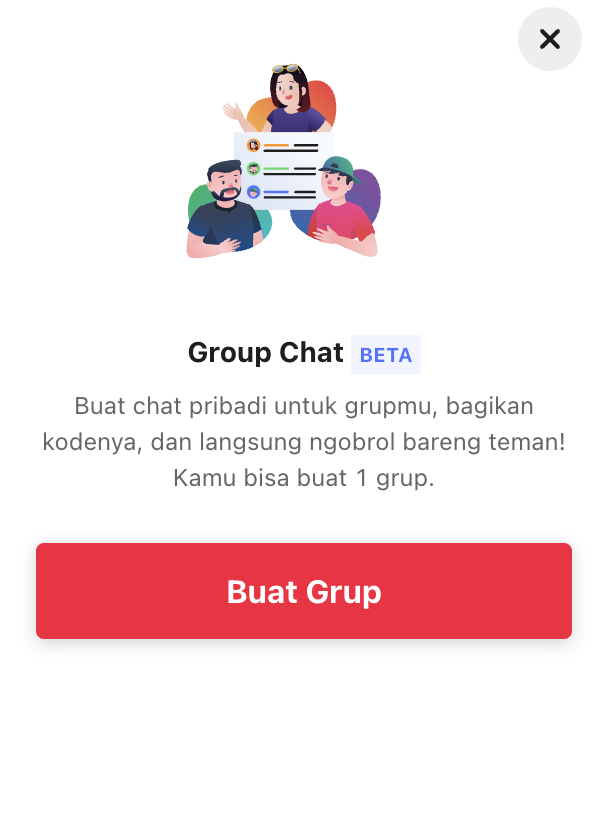 Group Chat BETA
Buat chat pribadi untuk grupmu, bagikan
kodenya, dan langsung ngobrol bareng teman!
Kamu bisa buat 1 grup.
Buat Grup